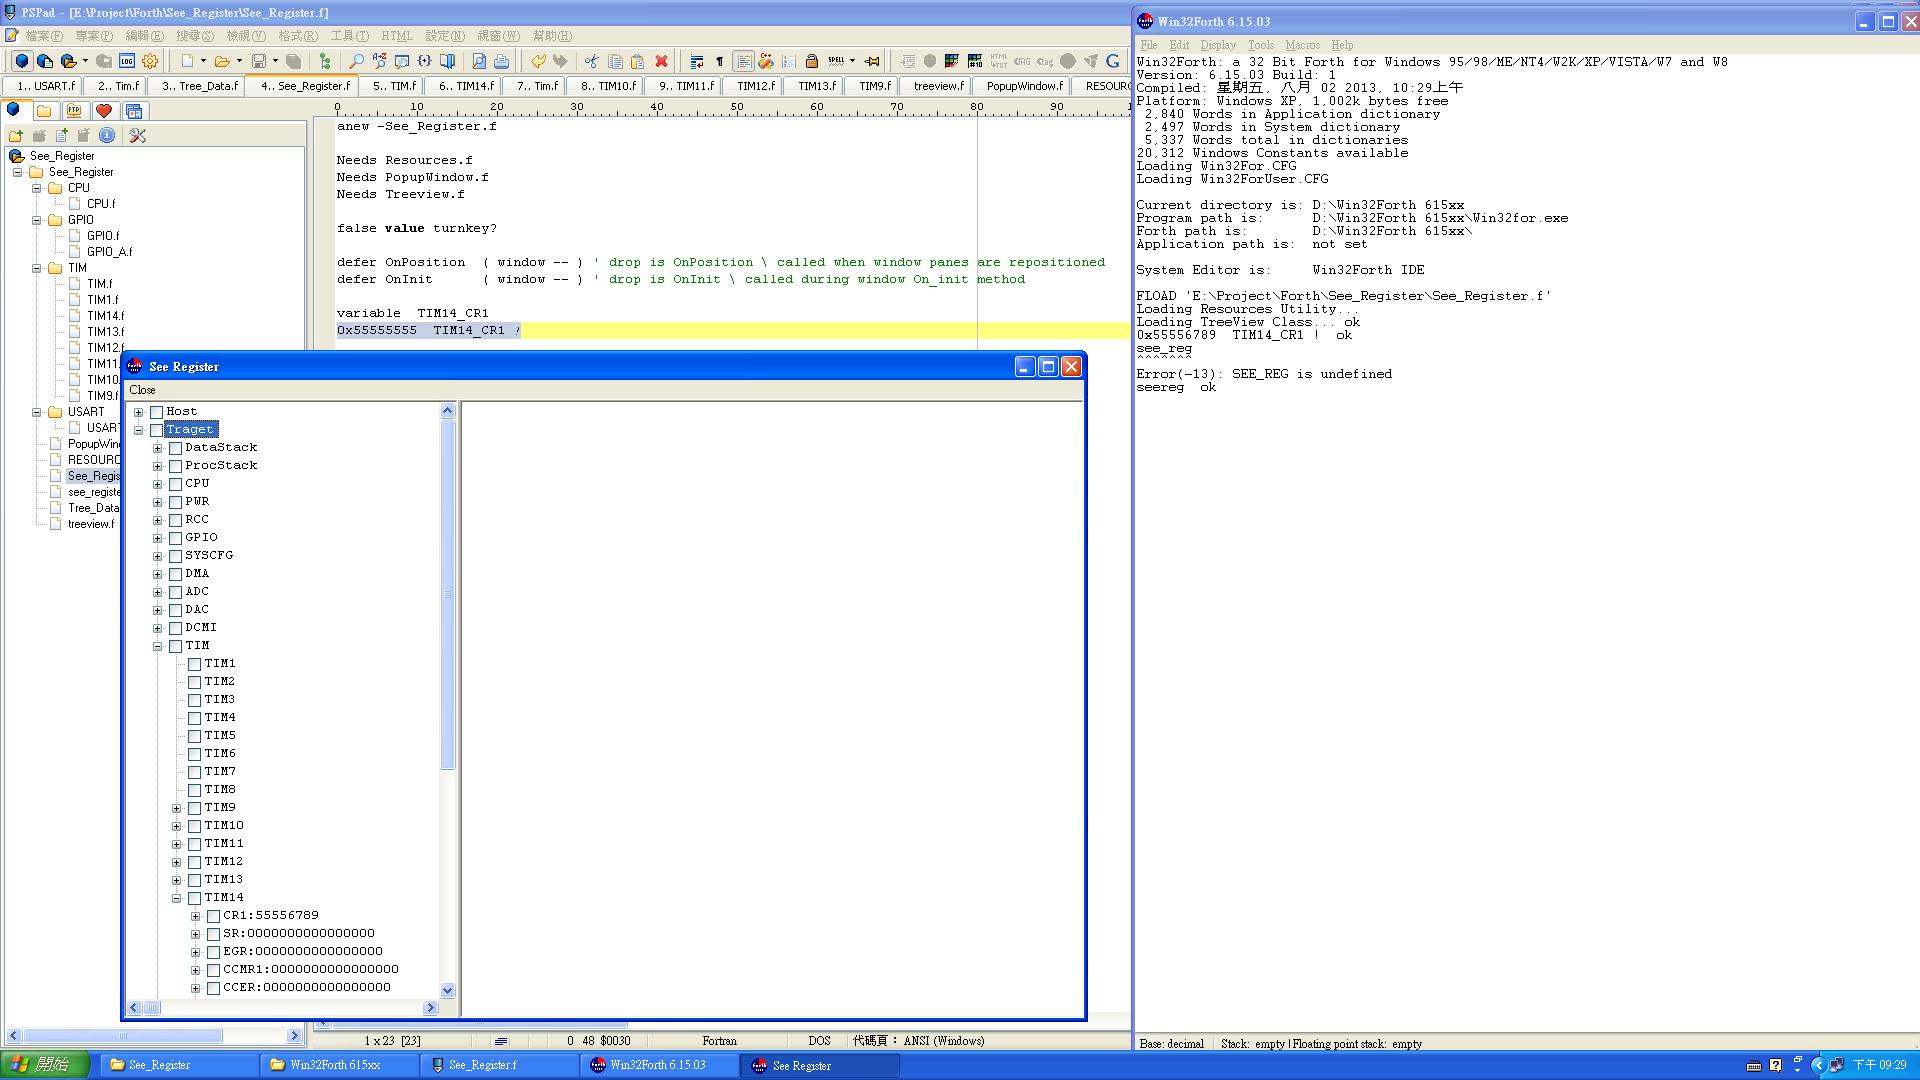 PSPad - [E:\Project\Forth\See_Register\See_Register.f]
檔案(F) 專案(P) 編輯(E) 搜尋(S) 檢視(V) 格式(R) 工具(T) HTML 設定(N) 視窗(W) 幫助(H)
1.. USART.f 2.. Tim.f 3.. Tree_Data.f 4.. See_Register.f 5.. TIM.f 6.. TIM14.f 7.. Tim.f 8.. TIM10.f 9.. TIM11.f TIM12.f TIM13.f TIM9.f treeview.f PopupWindow.f RESOURC
0 10 20 30 40 50 60 70 80 90
See_Register
See_Register
CPU
CPU.f
GPIO
GPIO.f
GPIO_A.f
TIM
TIM.f
TIM1.f
TIM14.f
TIM13.f
TIM12.f
TIM11.
TIM10.
TIM9.f
USART
USAR
PopupWin
RESOURC
See_Regis
see_registe
Tree_Data
treeview.f
anew -See_Register.f
Needs Resources.f
Needs PopupWindow.f
Needs Treeview.f
false value turnkey?
defer OnPosition ( window -- ) ' drop is OnPosition \ called when window panes are repositioned
defer OnInit ( window -- ) ' drop is OnInit \ called during window On_init method
variable TIM14_CR1
0x55555555 TIM14_CR1 !
See Register
Close
Host
Traget
DataStack
ProcStack
CPU
PWR
RCC
GPIO
SYSCFG
DMA
ADC
DAC
DCMI
TIM
TIM1
TIM2
TIM3
TIM4
TIM5
TIM6
TIM7
TIM8
TIM9
TIM10
TIM11
TIM12
TIM13
TIM14
CR1:55556789
SR:0000000000000000
EGR:0000000000000000
CCMR1:0000000000000000
CCER:0000000000000000
1 x 23 [23] 0 48 $0030 Fortran DOS 代碼頁： ANSI (Windows)
Win32Forth 6.15.03
File Edit Display Tools Macros Help
Win32Forth: a 32 Bit Forth for Windows 95/98/ME/NT4/W2K/XP/VISTA/W7 and W8
Version: 6.15.03 Build: 1
Compiled: 星期五, 八月 02 2013, 10:29上午
Platform: Windows XP, 1,002k bytes free
2,840 Words in Application dictionary
2,497 Words in System dictionary
5,337 Words total in dictionaries
20,312 Windows Constants available
Loading Win32For.CFG
Loading Win32ForUser.CFG
Current directory is: D:\Win32Forth 615xx
Program path is: D:\Win32Forth 615xx\Win32for.exe
Forth path is: D:\Win32Forth 615xx\
Application path is: not set
System Editor is: Win32Forth IDE
FLOAD 'E:\Project\Forth\See_Register\See_Register.f'
Loading Resources Utility...
Loading TreeView Class... ok
0x55556789 TIM14_CR1 ! ok
see_reg
^^^^^^^
Error(-13): SEE_REG is undefined
seereg ok
Base: decimal Stack: empty | Floating point stack: empty
開始 See_Register Win32Forth 615xx See_Register.f Win32Forth 6.15.03 See Register 下午 09:29